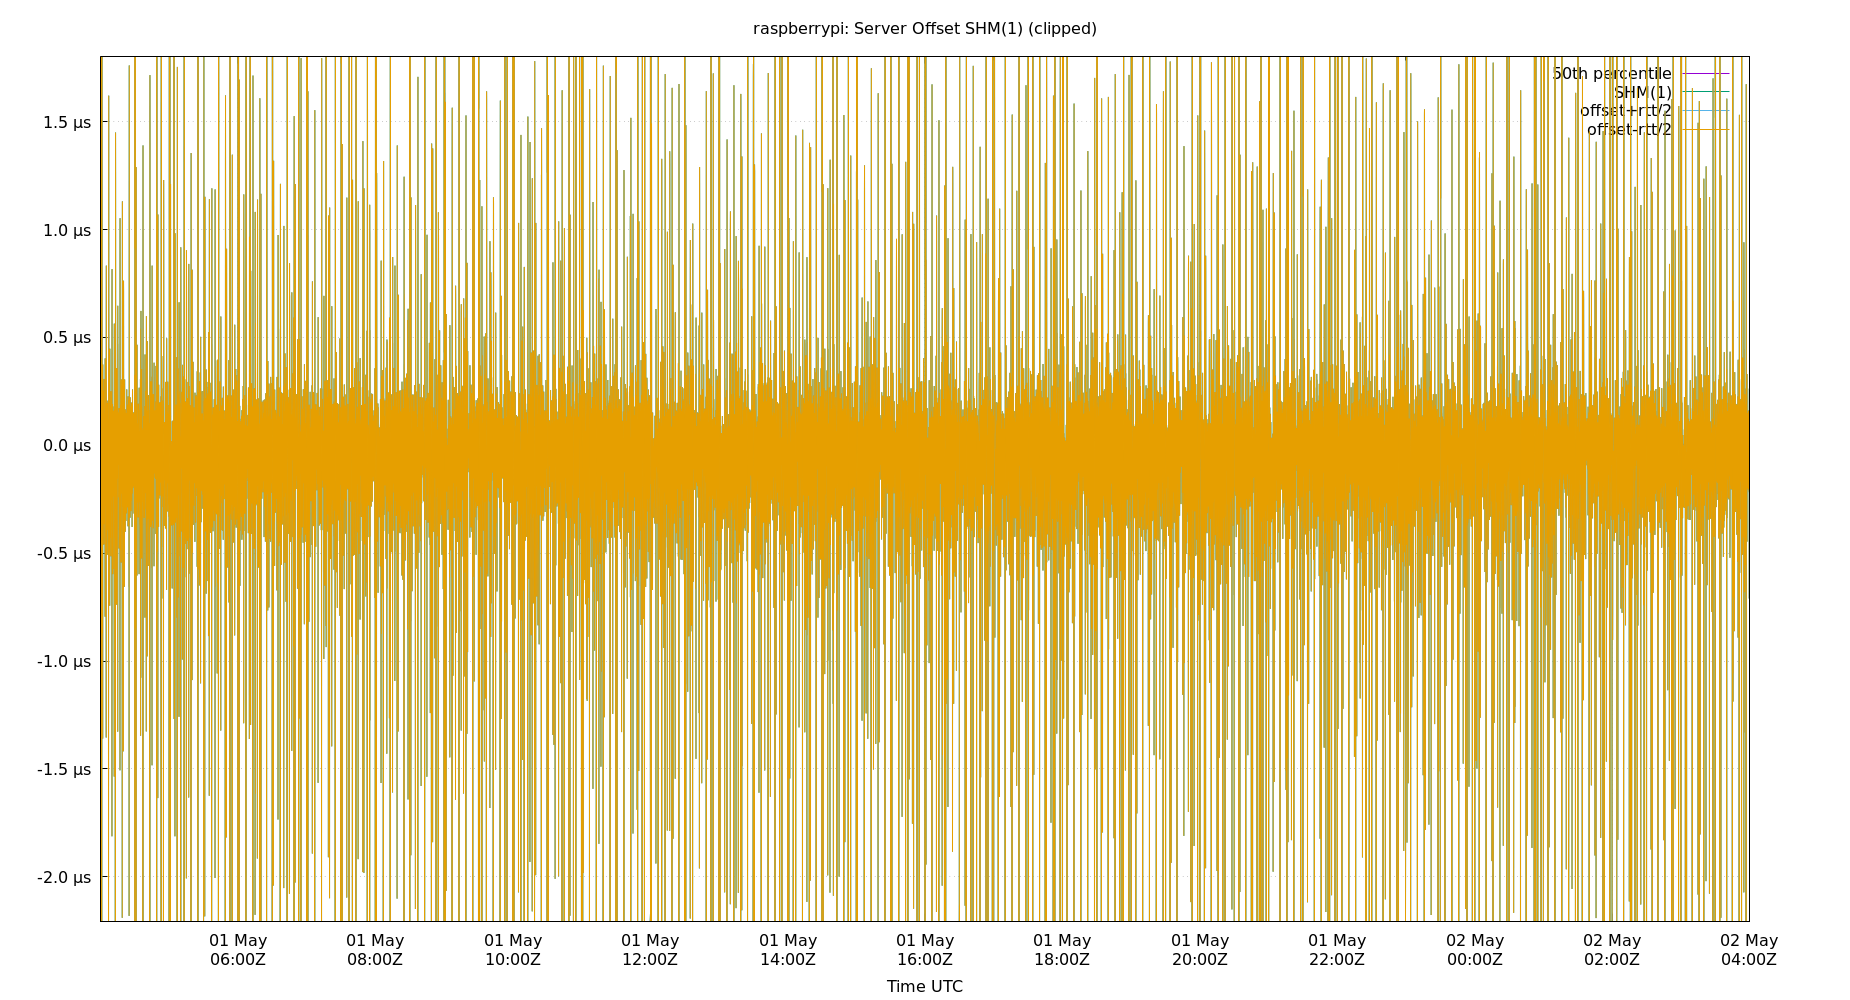 raspberrypi: Server Offset SHM(1) (clipped)
50th percentile
SHM(1)
offset+rtt/2
offset-rtt/2
1.5 µs
1.0 µs
0.5 µs
0.0 µs
-0.5 µs
-1.0 µs
-1.5 µs
-2.0 µs
01 May 01 May 01 May 01 May 01 May 01 May 01 May 01 May 01 May 02 May 02 May 02 May
06:00Z 08:00Z 10:00Z 12:00Z 14:00Z 16:00Z 18:00Z 20:00Z 22:00Z 00:00Z 02:00Z 04:00Z
Time UTC